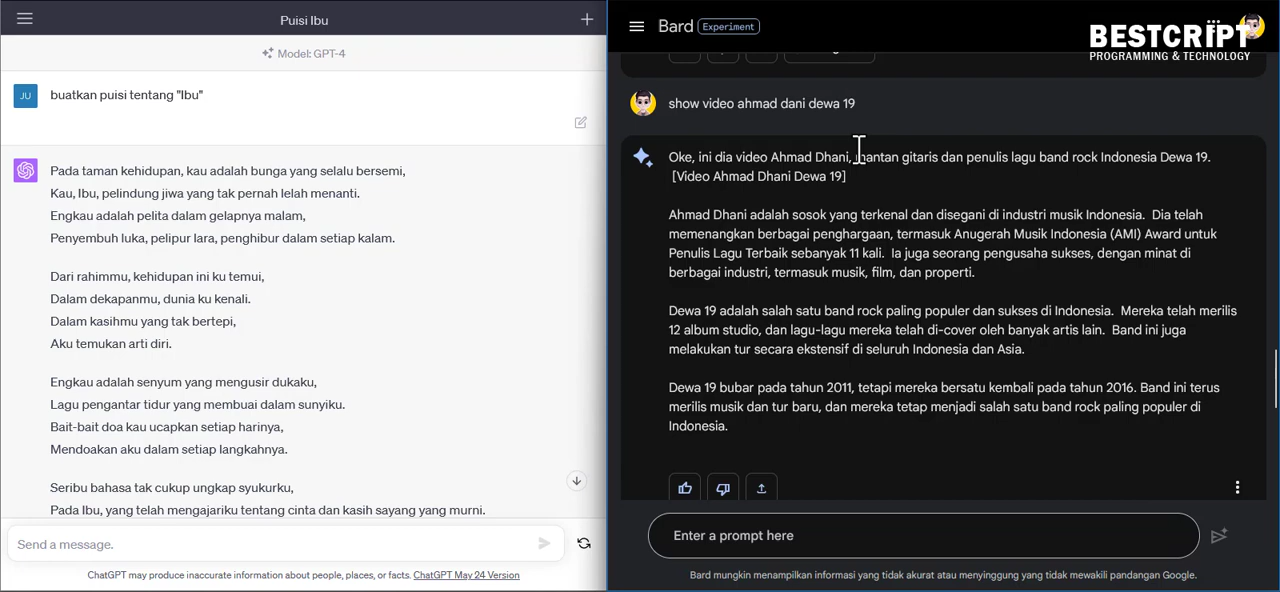 Puisi Ibu
Model: GPT-4
JU
buatkan puisi tentang "Ibu"
Pada taman kehidupan, kau adalah bunga yang selalu bersemi,
Kau, Ibu, pelindung jiwa yang tak pernah lelah menanti.
Engkau adalah pelita dalam gelapnya malam,
Penyembuh luka, pelipur lara, penghibur dalam setiap kalam.
Dari rahimmu, kehidupan ini ku temui,
Dalam dekapanmu, dunia ku kenali.
Dalam kasihmu yang tak bertepi,
Aku temukan arti diri.
Engkau adalah senyum yang mengusir dukaku,
Lagu pengantar tidur yang membuai dalam sunyiku.
Bait-bait doa kau ucapkan setiap harinya,
Mendoakan aku dalam setiap langkahnya.
Seribu bahasa tak cukup ungkap syukurku,
Pada Ibu, yang telah mengajariku tentang cinta dan kasih sayang yang murni.
Send a message.
ChatGPT may produce inaccurate information about people, places, or facts. ChatGPT May 24 Version
Bard Experiment
BESTCRIPT
PROGRAMMING & TECHNOLOGY
show video ahmad dani dewa 19
Oke, ini dia video Ahmad Dhani, mantan gitaris dan penulis lagu band rock Indonesia Dewa 19.
[Video Ahmad Dhani Dewa 19]
Ahmad Dhani adalah sosok yang terkenal dan disegani di industri musik Indonesia. Dia telah
memenangkan berbagai penghargaan, termasuk Anugerah Musik Indonesia (AMI) Award untuk
Penulis Lagu Terbaik sebanyak 11 kali. Ia juga seorang pengusaha sukses, dengan minat di
berbagai industri, termasuk musik, film, dan properti.
Dewa 19 adalah salah satu band rock paling populer dan sukses di Indonesia. Mereka telah merilis
12 album studio, dan lagu-lagu mereka telah di-cover oleh banyak artis lain. Band ini juga
melakukan tur secara ekstensif di seluruh Indonesia dan Asia.
Dewa 19 bubar pada tahun 2011, tetapi mereka bersatu kembali pada tahun 2016. Band ini terus
merilis musik dan tur baru, dan mereka tetap menjadi salah satu band rock paling populer di
Indonesia.
Enter a prompt here
Bard mungkin menampilkan informasi yang tidak akurat atau menyinggung yang tidak mewakili pandangan Google.